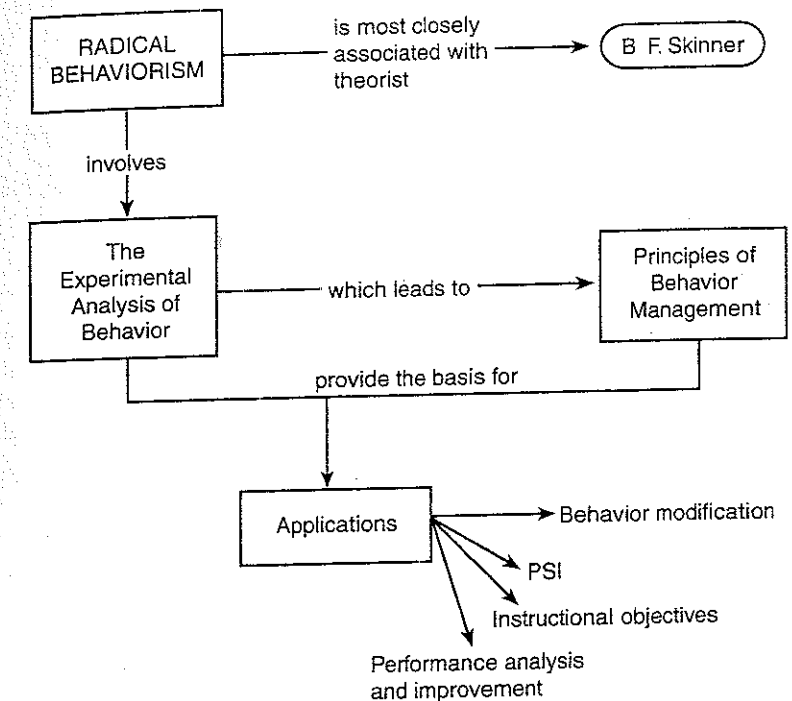 RADICAL
BEHAVIORISM
is most closely
associated with
theorist
B F. Skinner
involves
The
Experimental
Analysis of
Behavior
which leads to
Principles of
Behavior
Management
provide the basis for
Applications
Behavior modification
PSI
Instructional objectives
Performance analysis
and improvement